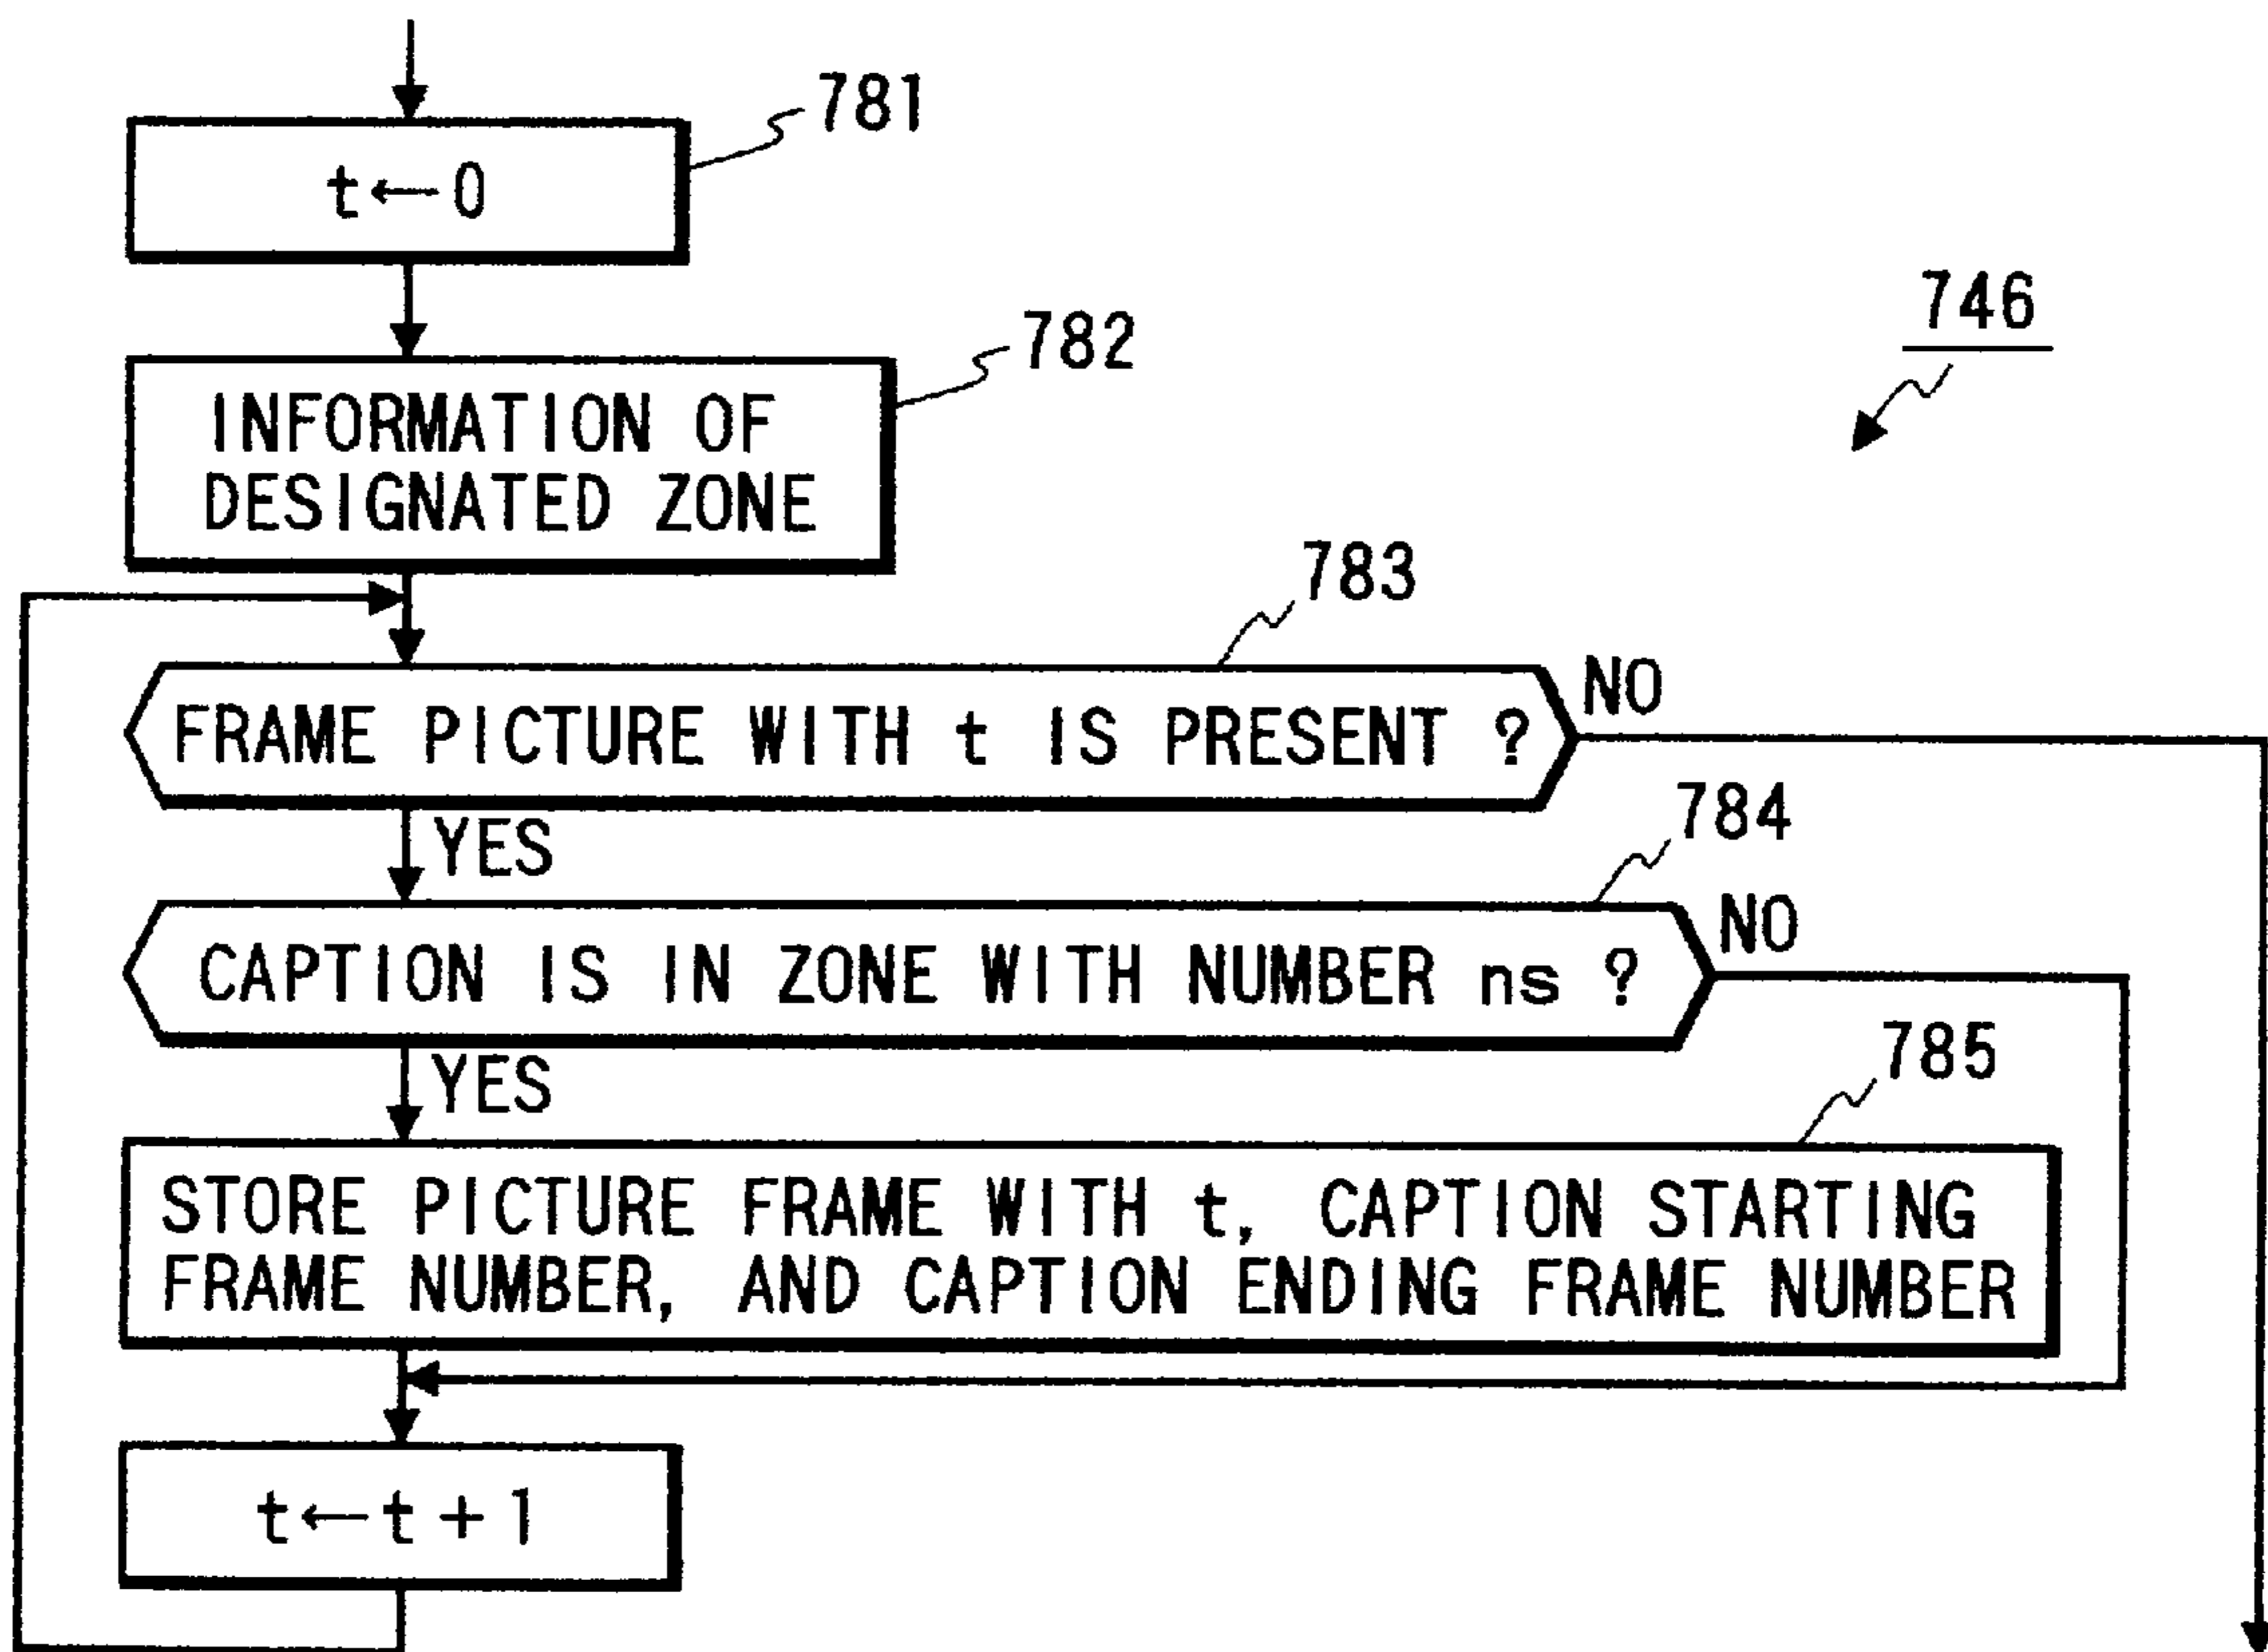 781
t←0
746
782
INFORMATION OF
DESIGNATED ZONE
783
FRAME PICTURE WITH t IS PRESENT ?
NO
YES
784
CAPTION IS IN ZONE WITH NUMBER ns ?
NO
YES
785
STORE PICTURE FRAME WITH t, CAPTION STARTING
FRAME NUMBER, AND CAPTION ENDING FRAME NUMBER
t←t+1